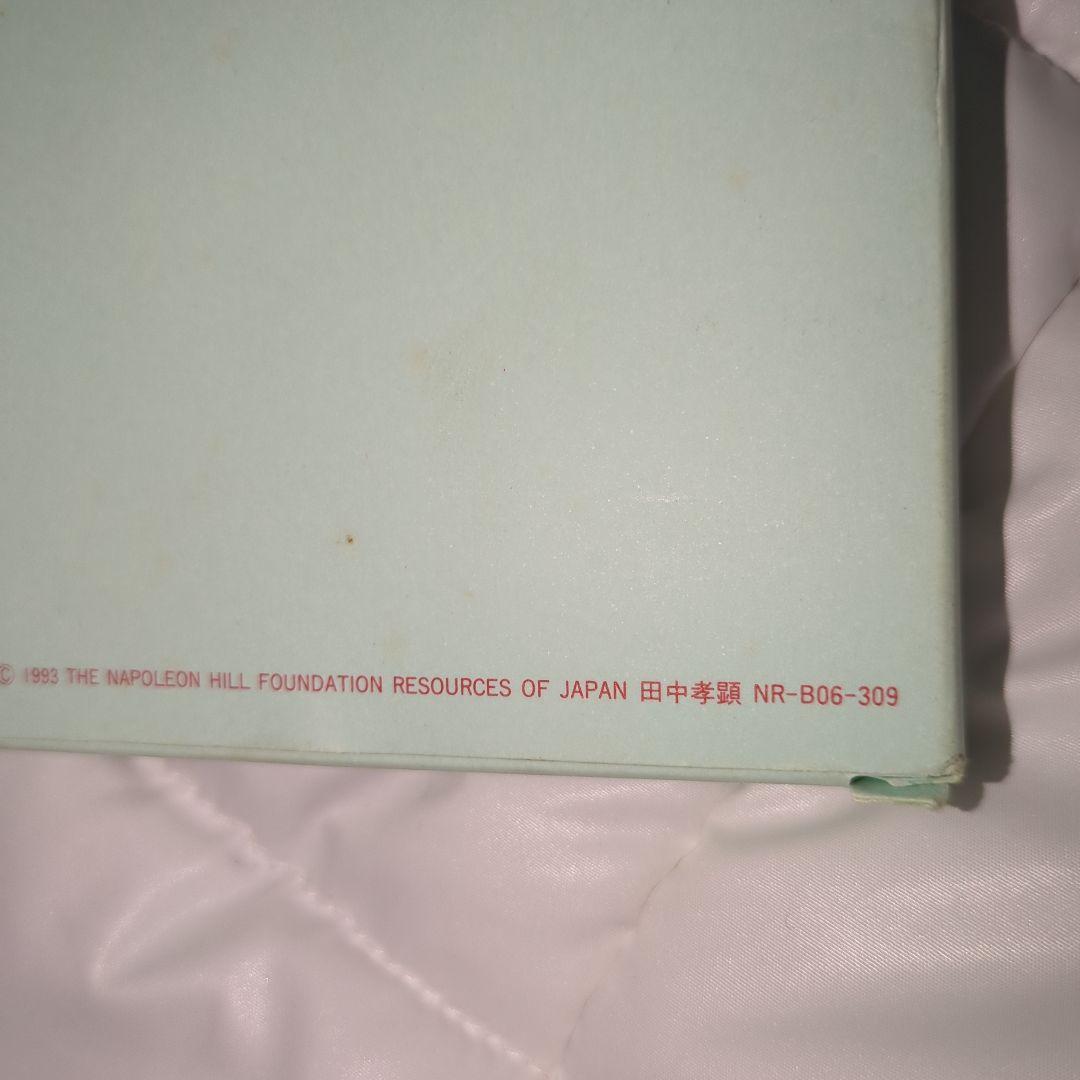 © 1993 THE NAPOLEON HILL FOUNDATION RESOURCES OF JAPAN 田中孝顕 NR-B06-309